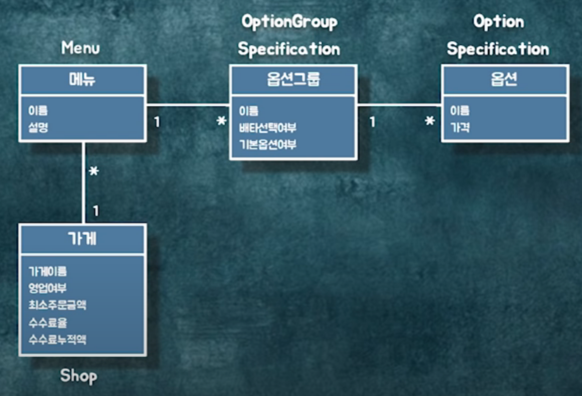 Menu
메뉴
이름
설명
1
*
OptionGroup
Specification
옵션그룹
이름
배타선택여부
기본옵션여부
1
*
Option
Specification
옵션
이름
가격
*
1
가게
가게이름
영업여부
최소주문금액
수수료율
수수료누적액
Shop